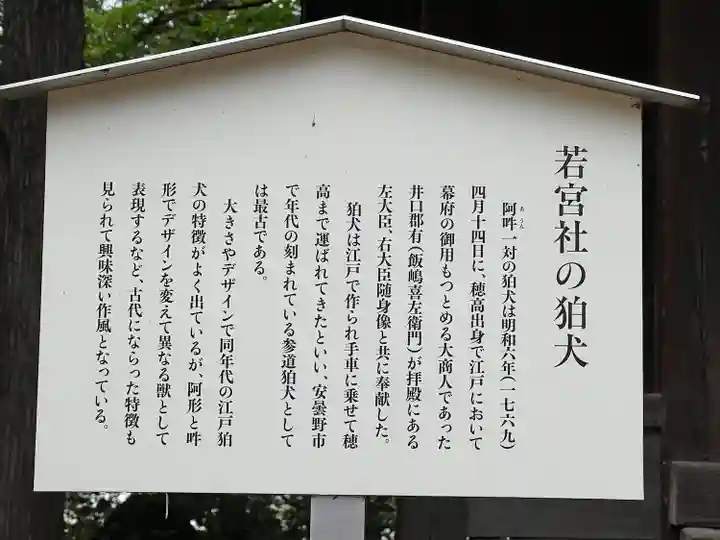 若宮社の狛犬
阿吽一対の狛犬は明和六年(一七六九)
あうん
四月十四日に、穂高出身で江戸において
幕府の御用もつとめる大商人であった
井口郡有(飯嶋喜左衛門)が拝殿にある
左大臣、右大臣随身像と共に奉献した。
狛犬は江戸で作られ手車に乗せて穂
高まで運ばれてきたといい、安曇野市
で年代の刻まれている参道狛犬として
は最古である。
大きさやデザインで同年代の江戸狛
犬の特徴がよく出ているが、阿形と吽
形でデザインを変えて異なる獣として
表現するなど、古代にならった特徴も
見られて興味深い作風となっている。